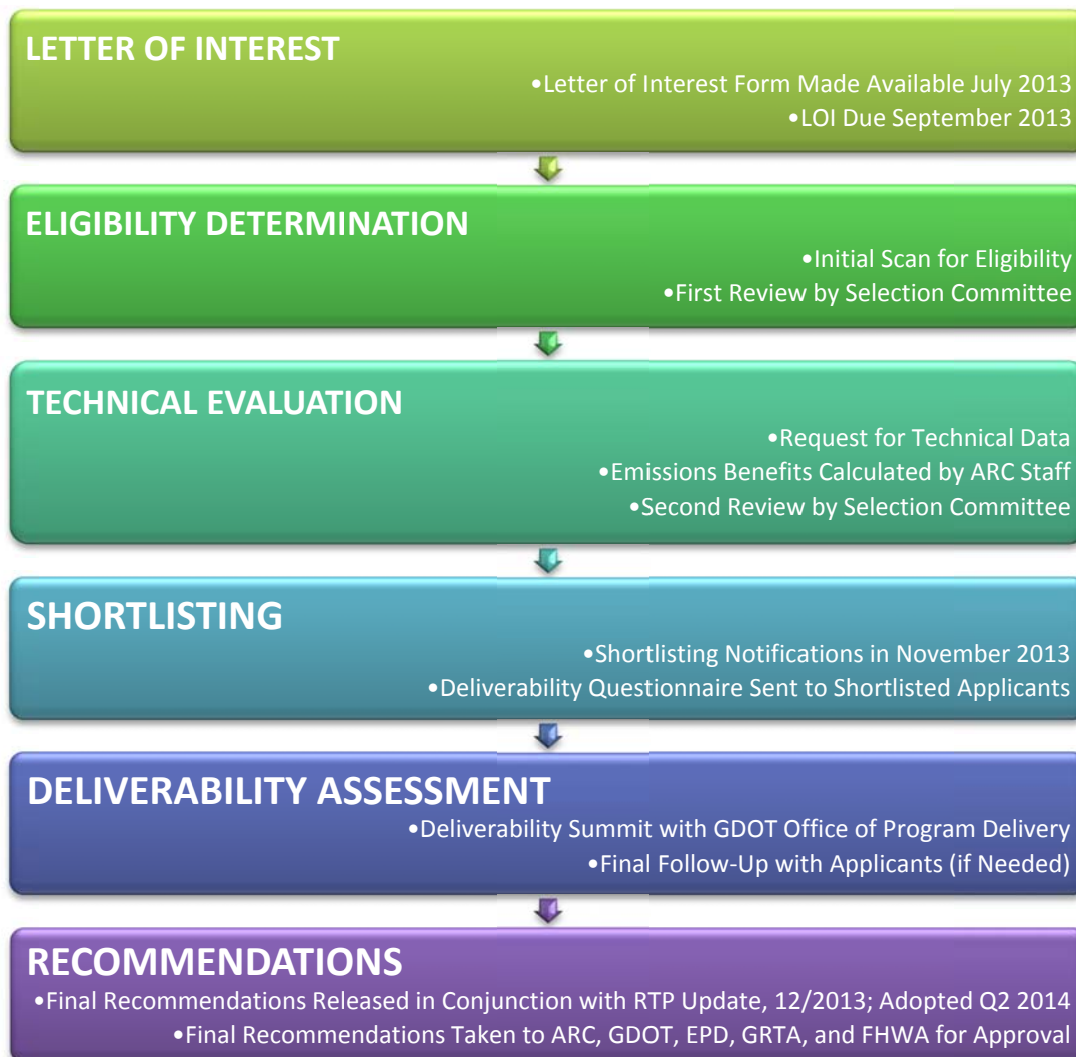 LETTER OF INTEREST
•Letter of Interest Form Made Available July 2013
•LOI Due September 2013
ELIGIBILITY DETERMINATION
•Initial Scan for Eligibility
•First Review by Selection Committee
TECHNICAL EVALUATION
•Request for Technical Data
•Emissions Benefits Calculated by ARC Staff
•Second Review by Selection Committee
SHORTLISTING
•Shortlisting Notifications in November 2013
•Deliverability Questionnaire Sent to Shortlisted Applicants
DELIVERABILITY ASSESSMENT
•Deliverability Summit with GDOT Office of Program Delivery
•Final Follow-Up with Applicants (if Needed)
RECOMMENDATIONS
•Final Recommendations Released in Conjunction with RTP Update, 12/2013; Adopted Q2 2014
•Final Recommendations Taken to ARC, GDOT, EPD, GRTA, and FHWA for Approval